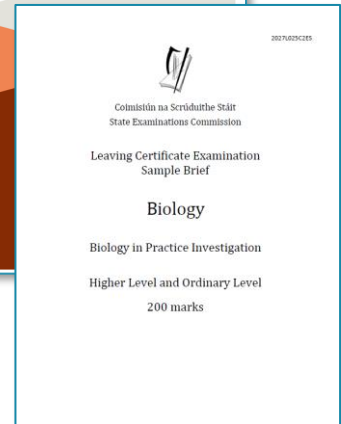 2027L025C2ES
Coimisiún na Scrúduithe Stáit
State Examinations Commission
Leaving Certificate Examination
Sample Brief
Biology
Biology in Practice Investigation
Higher Level and Ordinary Level
200 marks